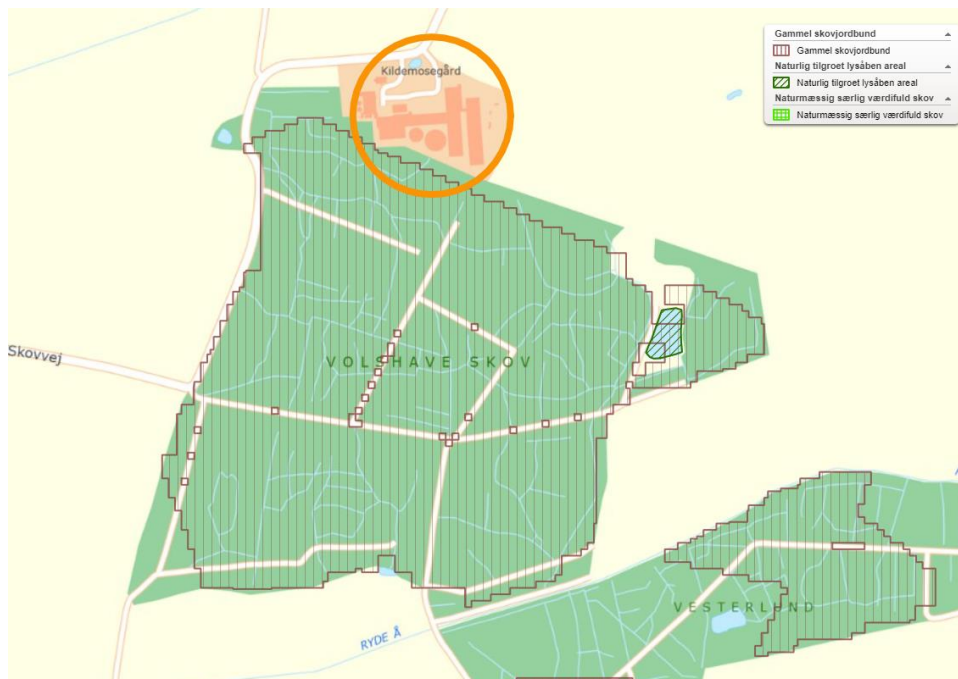 Gammel skovjordbund
Gammel skovjordbund
Naturlig tilgroet lysåben areal
Naturlig tilgroet lysåben areal
Naturmæssig særlig værdifuld skov
Naturmæssig særlig værdifuld skov
Kildemosegård
Skovvej
VOLSHAVE SKOV
VESTERLUND
RYDE Å